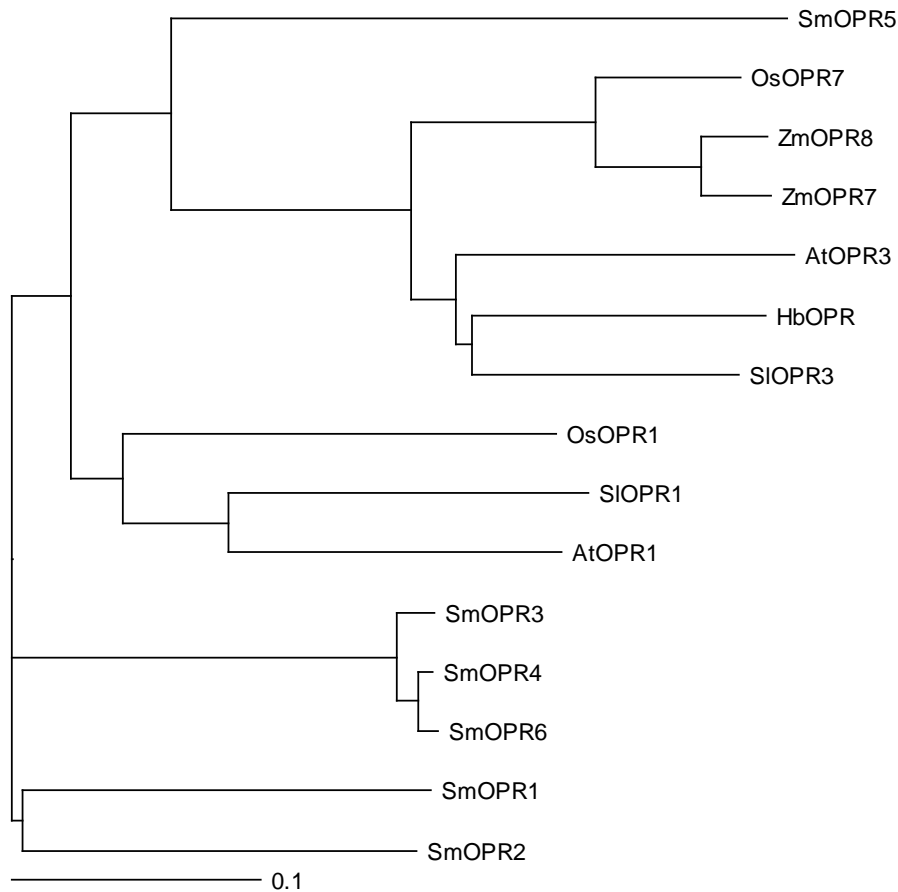 SmOPR5
OsOPR7
ZmOPR8
ZmOPR7
AtOPR3
HbOPR
SlOPR3
OsOPR1
SlOPR1
AtOPR1
SmOPR3
SmOPR4
SmOPR6
SmOPR1
SmOPR2
0.1